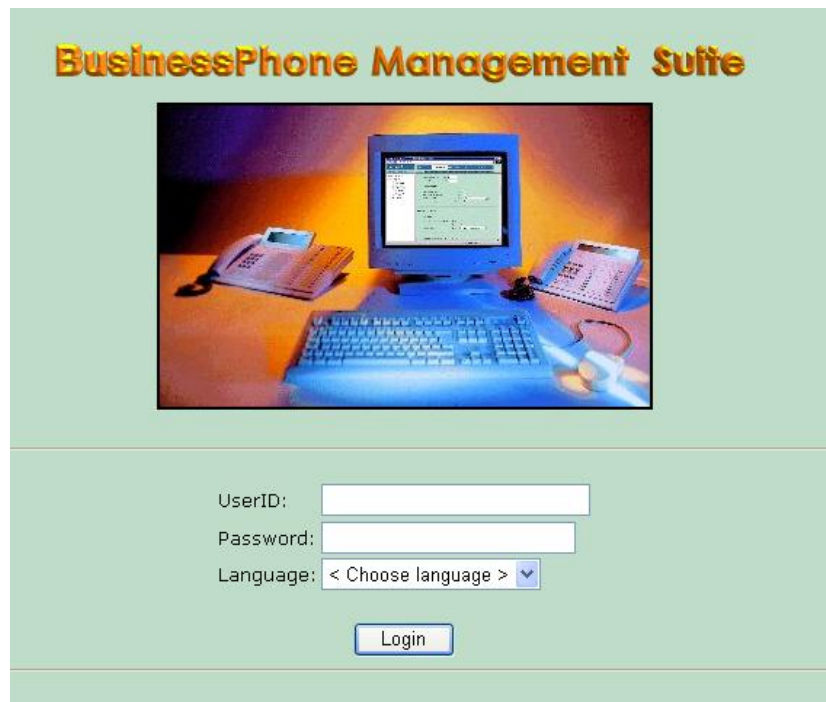 BusinessPhone Management Suite
UserID:
Password:
Language: < Choose language >
Login